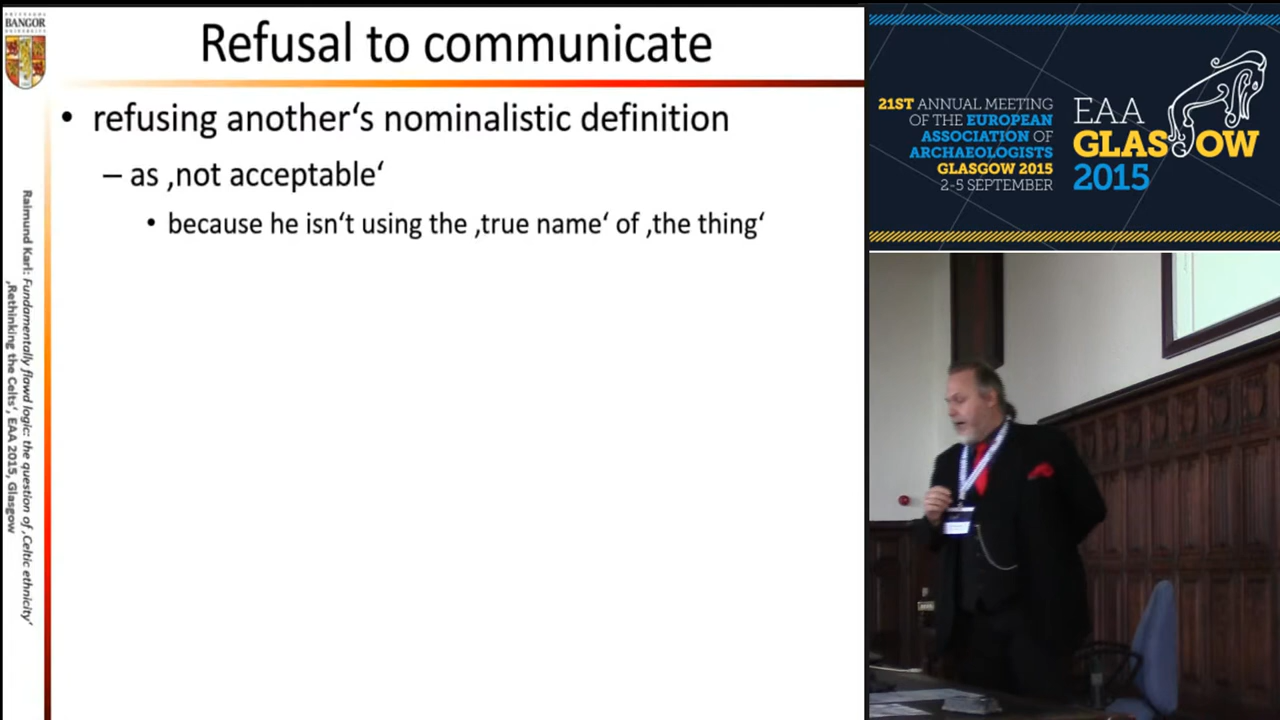 BANGOR
Refusal to communicate
• refusing another‘s nominalistic definition
– as ‚not acceptable‘
• because he isn‘t using the ‚true name‘ of ‚the thing‘
Raimund Karl: Fundamentally flawd logic: the question of ‚Celtic ethnicity‘
‚Rethinking the Celts‘, EAA 2015, Glasgow
21ST ANNUAL MEETING
OF THE EUROPEAN
ASSOCIATION OF
ARCHAEOLOGISTS
GLASGOW 2015
2-5 SEPTEMBER
EAA
GLASGOW
2015